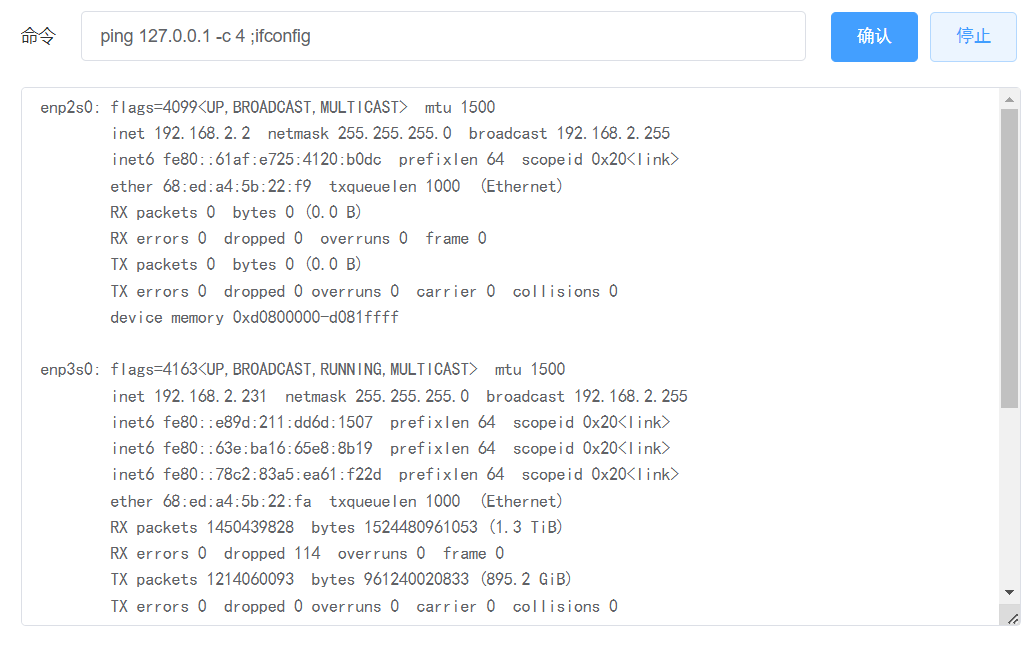 命令
ping 127.0.0.1 -c 4 ;ifconfig
确认
停止
enp2s0: flags=4099<UP,BROADCAST,MULTICAST>  mtu 1500
        inet 192.168.2.2  netmask 255.255.255.0  broadcast 192.168.2.255
        inet6 fe80::61af:e725:4120:b0dc  prefixlen 64  scopeid 0x20<link>
        ether 68:ed:a4:5b:22:f9  txqueuelen 1000  (Ethernet)
        RX packets 0  bytes 0 (0.0 B)
        RX errors 0  dropped 0  overruns 0  frame 0
        TX packets 0  bytes 0 (0.0 B)
        TX errors 0  dropped 0 overruns 0  carrier 0  collisions 0
        device memory 0xd0800000-d081ffff
enp3s0: flags=4163<UP,BROADCAST,RUNNING,MULTICAST>  mtu 1500
        inet 192.168.2.231  netmask 255.255.255.0  broadcast 192.168.2.255
        inet6 fe80::e89d:211:dd6d:1507  prefixlen 64  scopeid 0x20<link>
        inet6 fe80::63e:ba16:65e8:8b19  prefixlen 64  scopeid 0x20<link>
        inet6 fe80::78c2:83a5:ea61:f22d  prefixlen 64  scopeid 0x20<link>
        ether 68:ed:a4:5b:22:fa  txqueuelen 1000  (Ethernet)
        RX packets 1450439828  bytes 1524480961053 (1.3 TiB)
        RX errors 0  dropped 114  overruns 0  frame 0
        TX packets 1214060093  bytes 961240020833 (895.2 GiB)
        TX errors 0  dropped 0 overruns 0  carrier 0  collisions 0